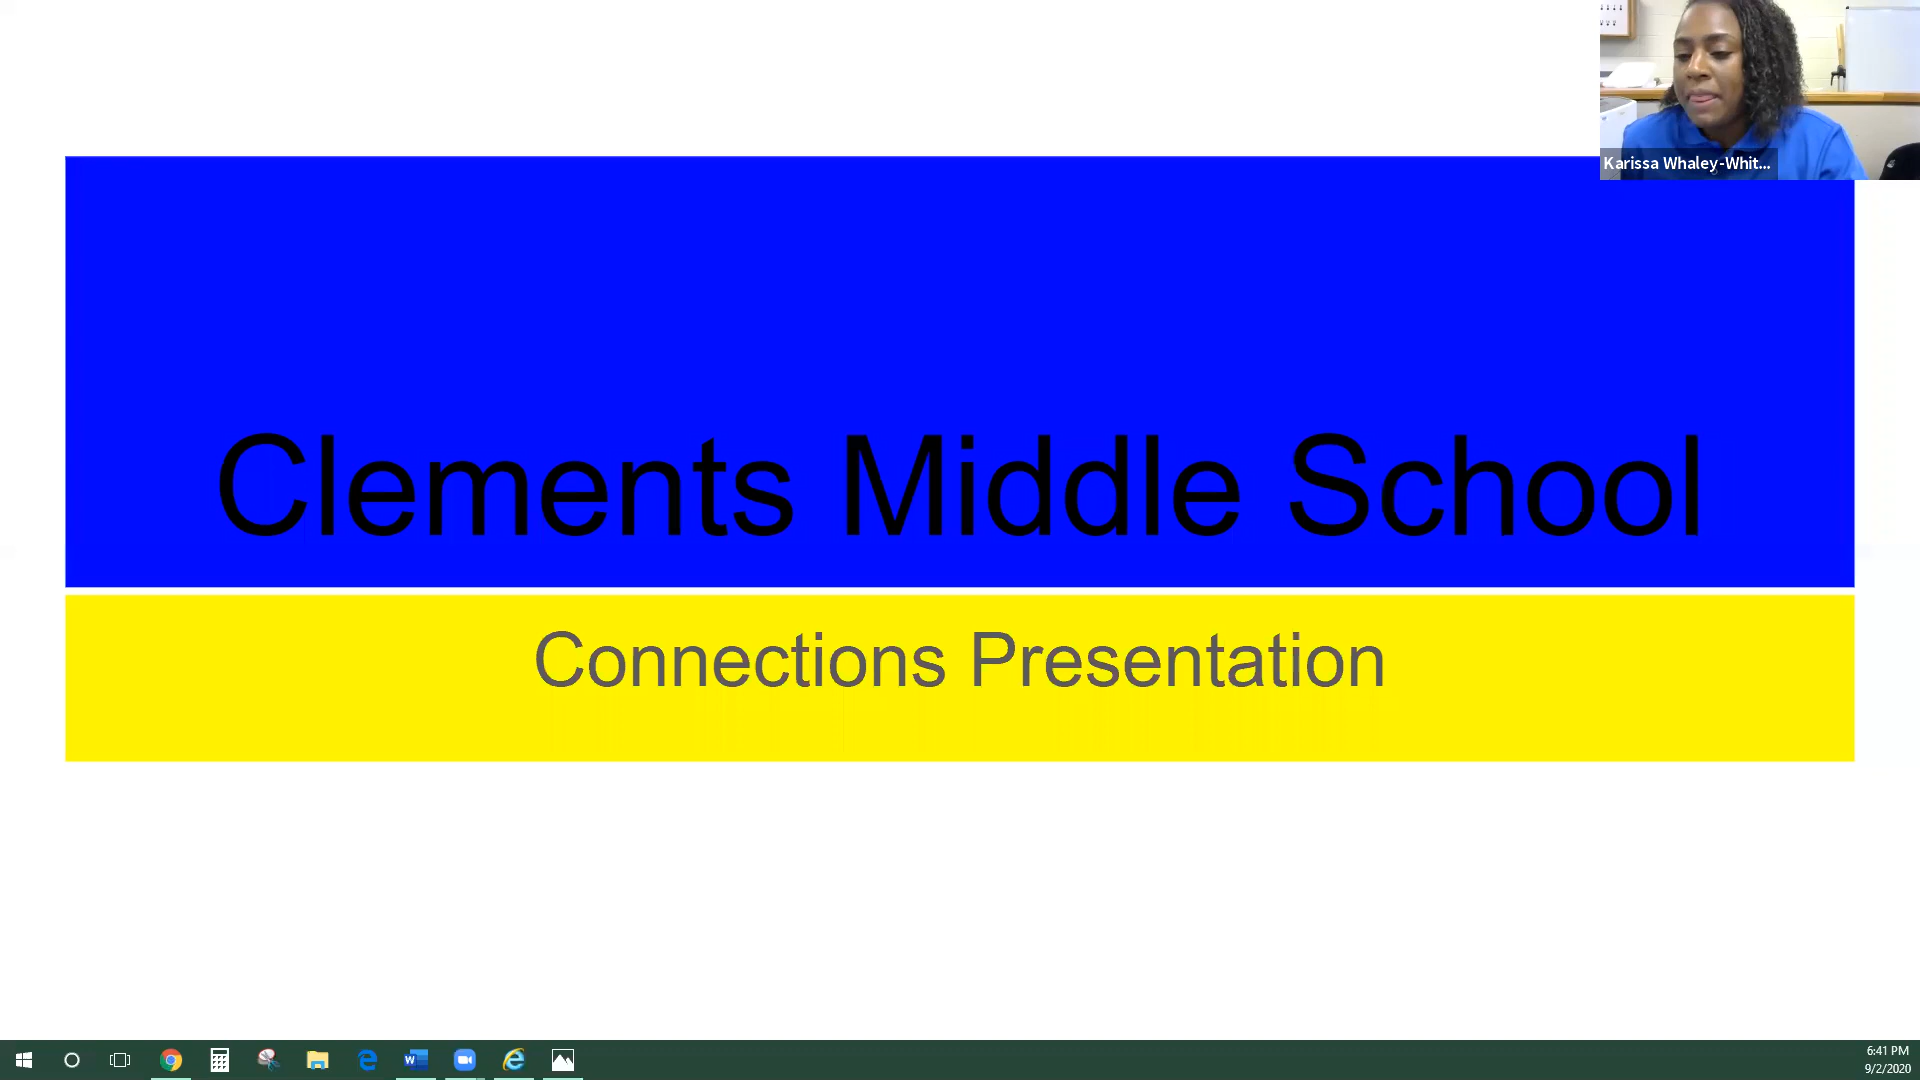 Karissa Whaley-Whit...
Clements Middle School
Connections Presentation
6:41 PM
9/2/2020